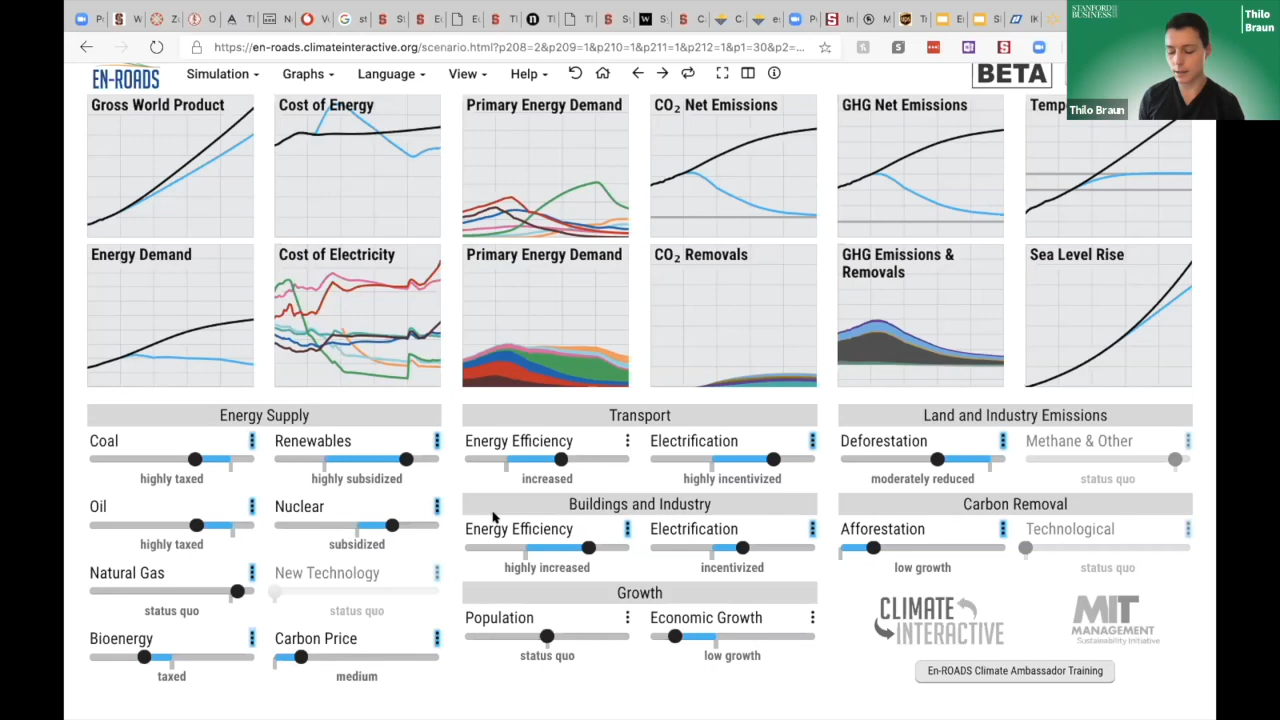 https://en-roads.climateinteractive.org/scenario.html?p208=2&p209=1&p210=1&p211=1&p212=1&p1=30&p2=...
STANFORD
BUSINESS
Thilo
Braun
Thilo Braun
EN-ROADS
Simulation
Graphs
Language
View
Help
BETA
Gross World Product
Cost of Energy
Primary Energy Demand
CO₂ Net Emissions
GHG Net Emissions
Temp
Energy Demand
Cost of Electricity
Primary Energy Demand
CO₂ Removals
GHG Emissions &
Removals
Sea Level Rise
Energy Supply
Transport
Land and Industry Emissions
Coal
Renewables
Energy Efficiency
Electrification
Deforestation
Methane & Other
highly taxed
highly subsidized
increased
highly incentivized
moderately reduced
status quo
Oil
Nuclear
Buildings and Industry
Carbon Removal
Energy Efficiency
Electrification
Afforestation
Technological
highly taxed
subsidized
highly increased
incentivized
low growth
status quo
Natural Gas
New Technology
Growth
status quo
status quo
Population
Economic Growth
Bioenergy
Carbon Price
status quo
low growth
taxed
medium
CLIMATE
INTERACTIVE
MIT
MANAGEMENT
Sustainability Initiative
En-ROADS Climate Ambassador Training